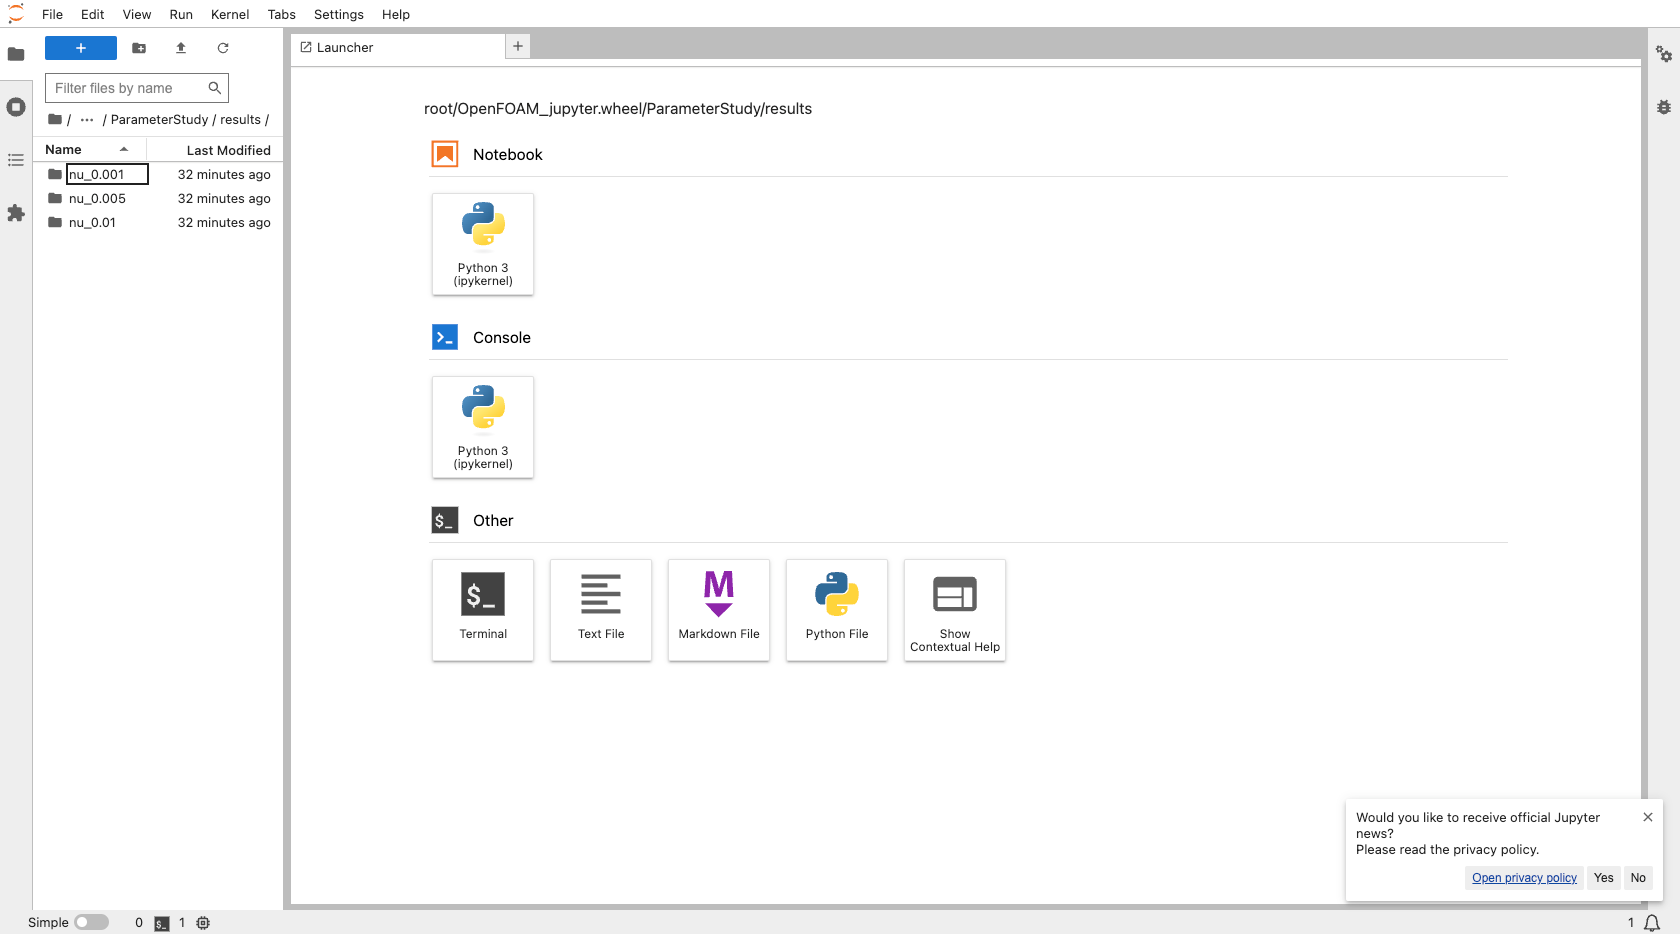 File Edit View Run Kernel Tabs Settings Help
+
Launcher +
Filter files by name
/ ··· / ParameterStudy / results /
Name Last Modified
nu_0.001 32 minutes ago
nu_0.005 32 minutes ago
nu_0.01 32 minutes ago
root/OpenFOAM_jupyter.wheel/ParameterStudy/results
Notebook
Python 3
(ipykernel)
>_ Console
Python 3
(ipykernel)
$_ Other
$_
M
Terminal Text File Markdown File Python File Show
Contextual Help
Would you like to receive official Jupyter
news?
Please read the privacy policy.
Open privacy policy Yes No
Simple 0 $_ 1 1